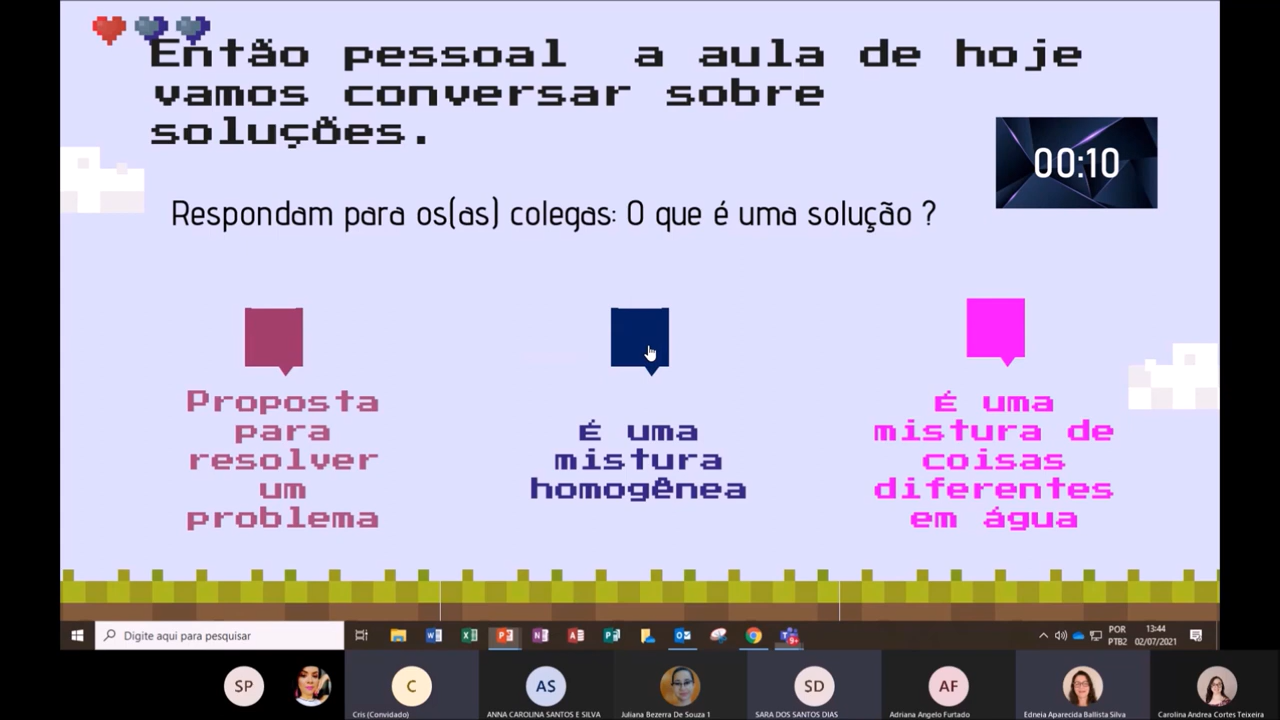 Então pessoal a aula de hoje
vamos conversar sobre
soluções.
00:10
Respondam para os(as) colegas: O que é uma solução ?
Proposta
para
resolver
um
problema
É uma
mistura
homogênea
É uma
mistura de
coisas
diferentes
em água
Digite aqui para pesquisar
POR
PTB2
13:44
02/07/2021
SP
C
AS
SD
AF
Cris (Convidado)
ANNA CAROLINA SANTOS E SILVA
Juliana Bezerra De Souza 1
SARA DOS SANTOS DIAS
Adriana Angelo Furtado
Edneia Aparecida Ballista Silva
Carolina Andrea Cortes Teixeira